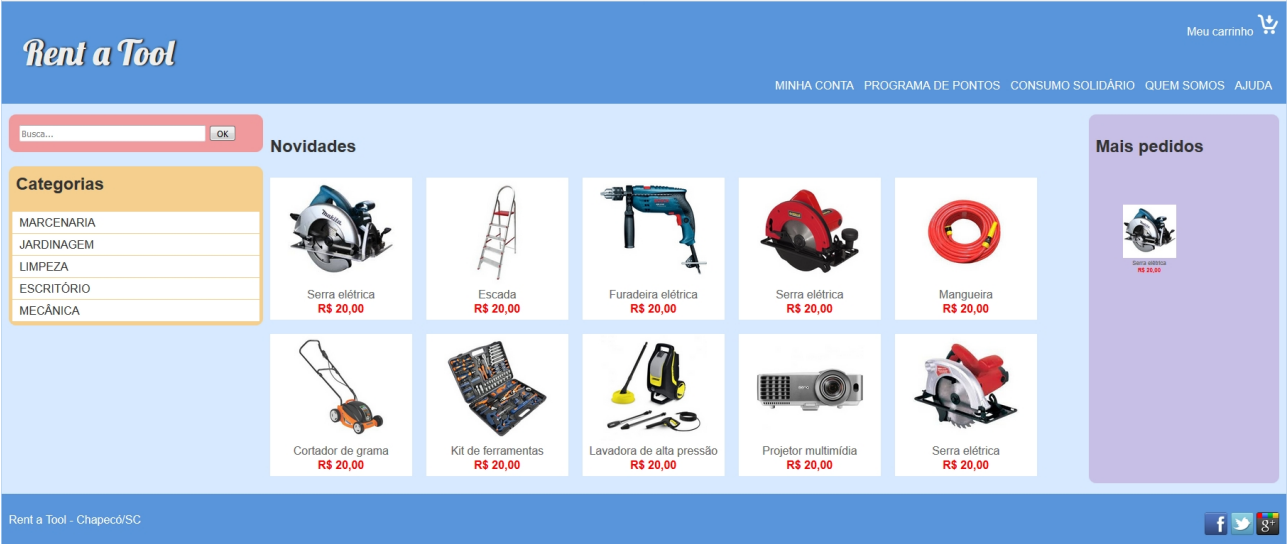 Meu carrinho
Rent a Tool
MINHA CONTA PROGRAMA DE PONTOS CONSUMO SOLIDÁRIO QUEM SOMOS AJUDA
Busca... OK
Categorias
MARCENARIA
JARDINAGEM
LIMPEZA
ESCRITÓRIO
MECÂNICA
Novidades
makita
Serra elétrica
R$ 20,00
Escada
R$ 20,00
Furadeira elétrica
R$ 20,00
Serra elétrica
R$ 20,00
Mangueira
R$ 20,00
Cortador de grama
R$ 20,00
Kit de ferramentas
R$ 20,00
Lavadora de alta pressão
R$ 20,00
BenQ
Projetor multimídia
R$ 20,00
Serra elétrica
R$ 20,00
Mais pedidos
Serra elétrica
R$ 20,00
Rent a Tool - Chapecó/SC
f
g+